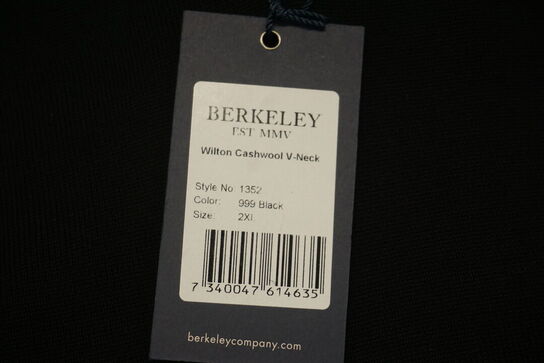 BERKELEY
EST MMV
Wilton Cashwool V-Neck
Style No: 1352
Color: 999 Black
Size: 2XL
7 340047 614635
berkeleycompany.com